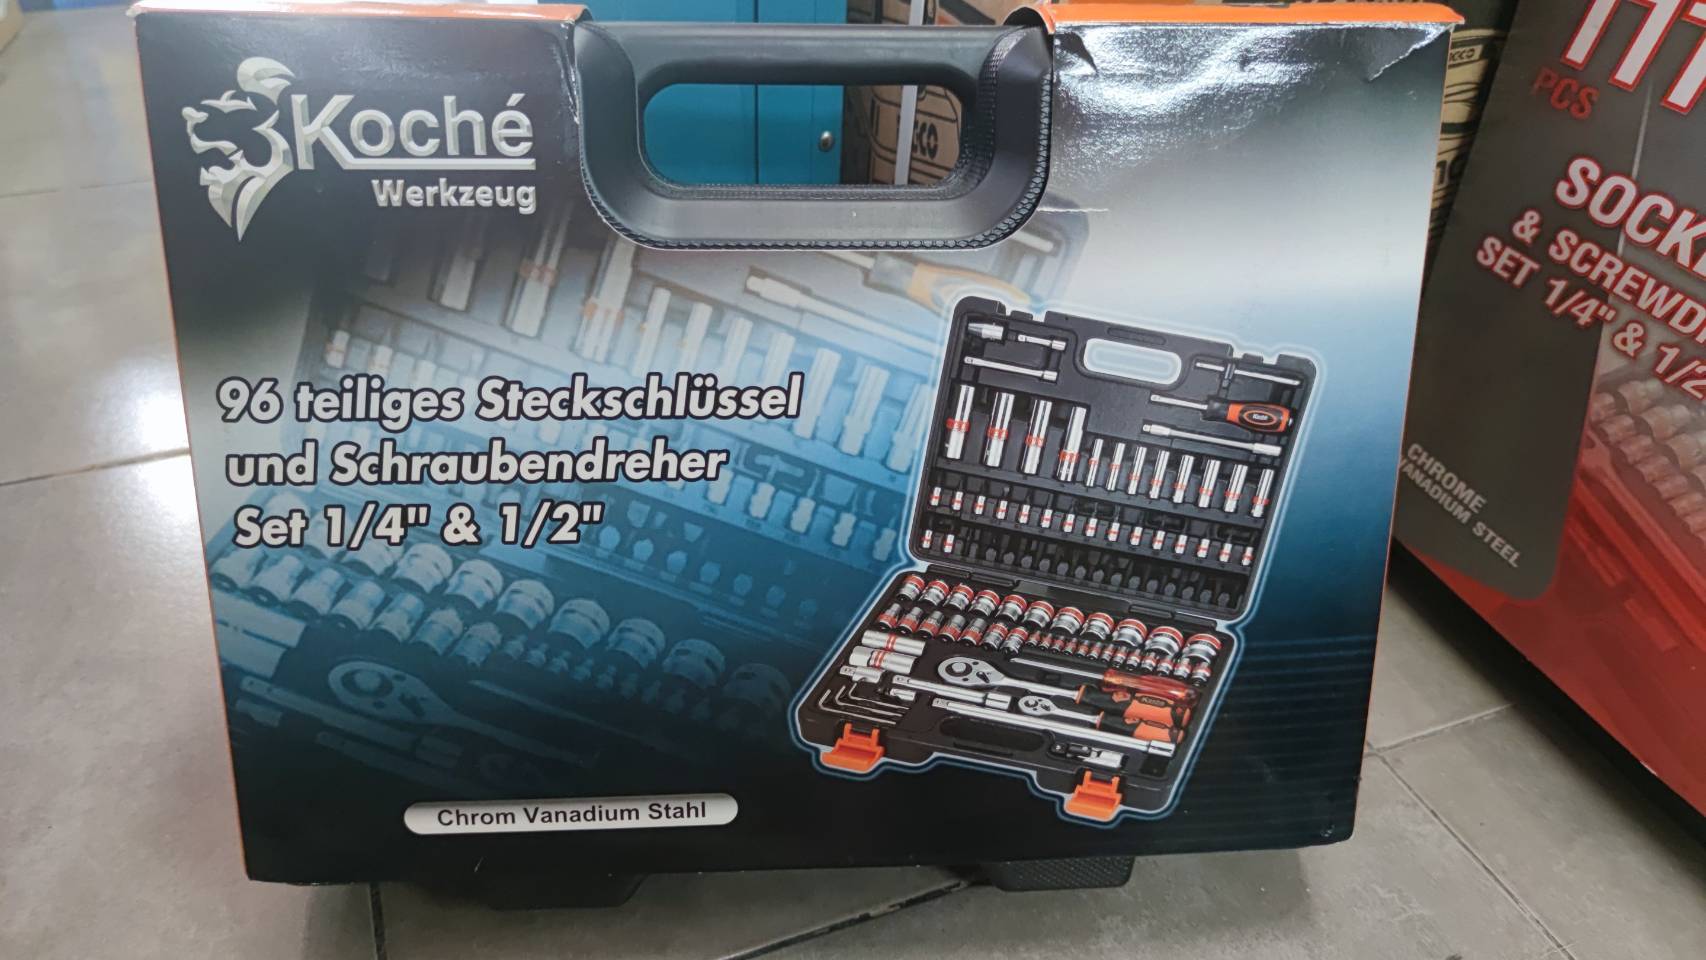 Koché
Werkzeug
96 teiliges Steckschlüssel
und Schraubendreher
Set 1/4" & 1/2"
Chrom Vanadium Stahl
PCS
& SCREWD
SET 1/4" & 1/2
CHROME
VANADIUM STEEL